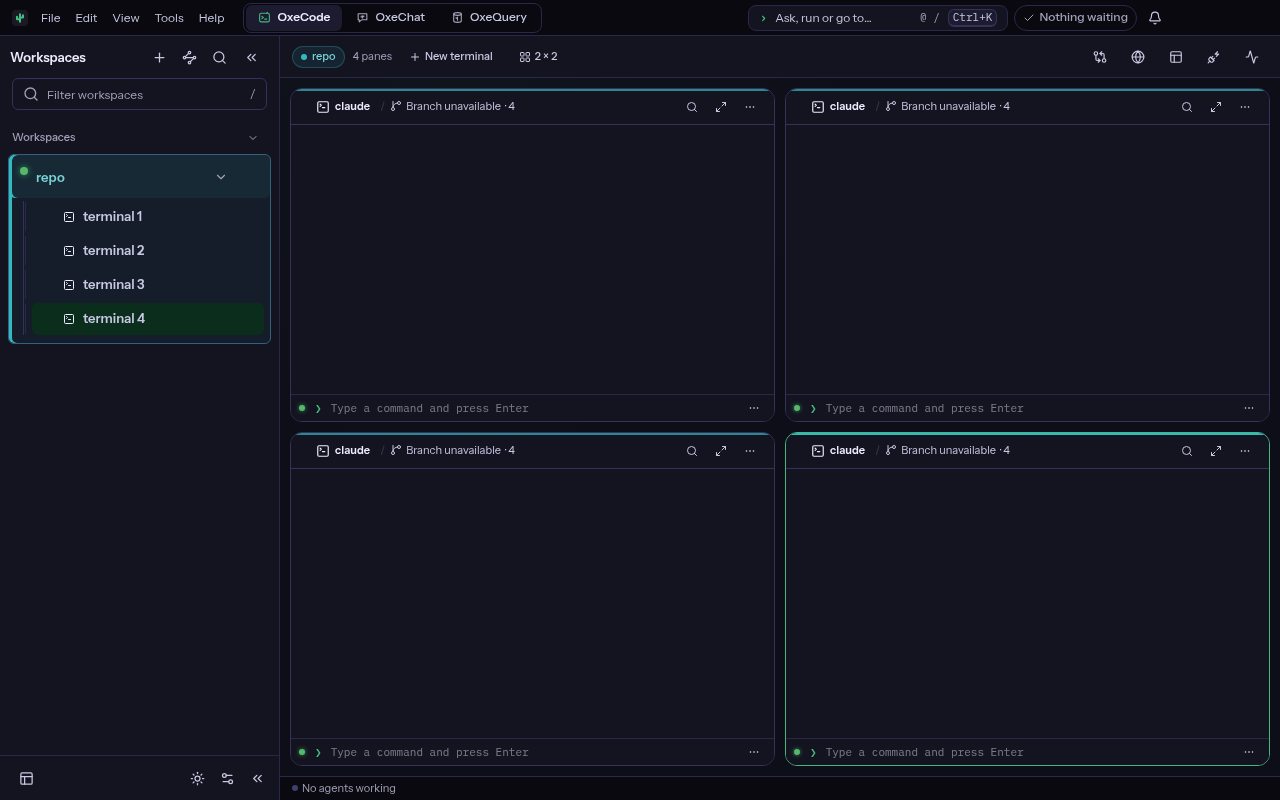 File Edit View Tools Help OxeCode OxeChat OxeQuery Ask, run or go to... @ / Ctrl+K Nothing waiting
Workspaces
Filter workspaces /
Workspaces
repo
terminal 1
terminal 2
terminal 3
terminal 4
repo 4 panes New terminal 2 × 2
claude / Branch unavailable · 4
Type a command and press Enter
claude / Branch unavailable · 4
Type a command and press Enter
claude / Branch unavailable · 4
Type a command and press Enter
claude / Branch unavailable · 4
Type a command and press Enter
No agents working